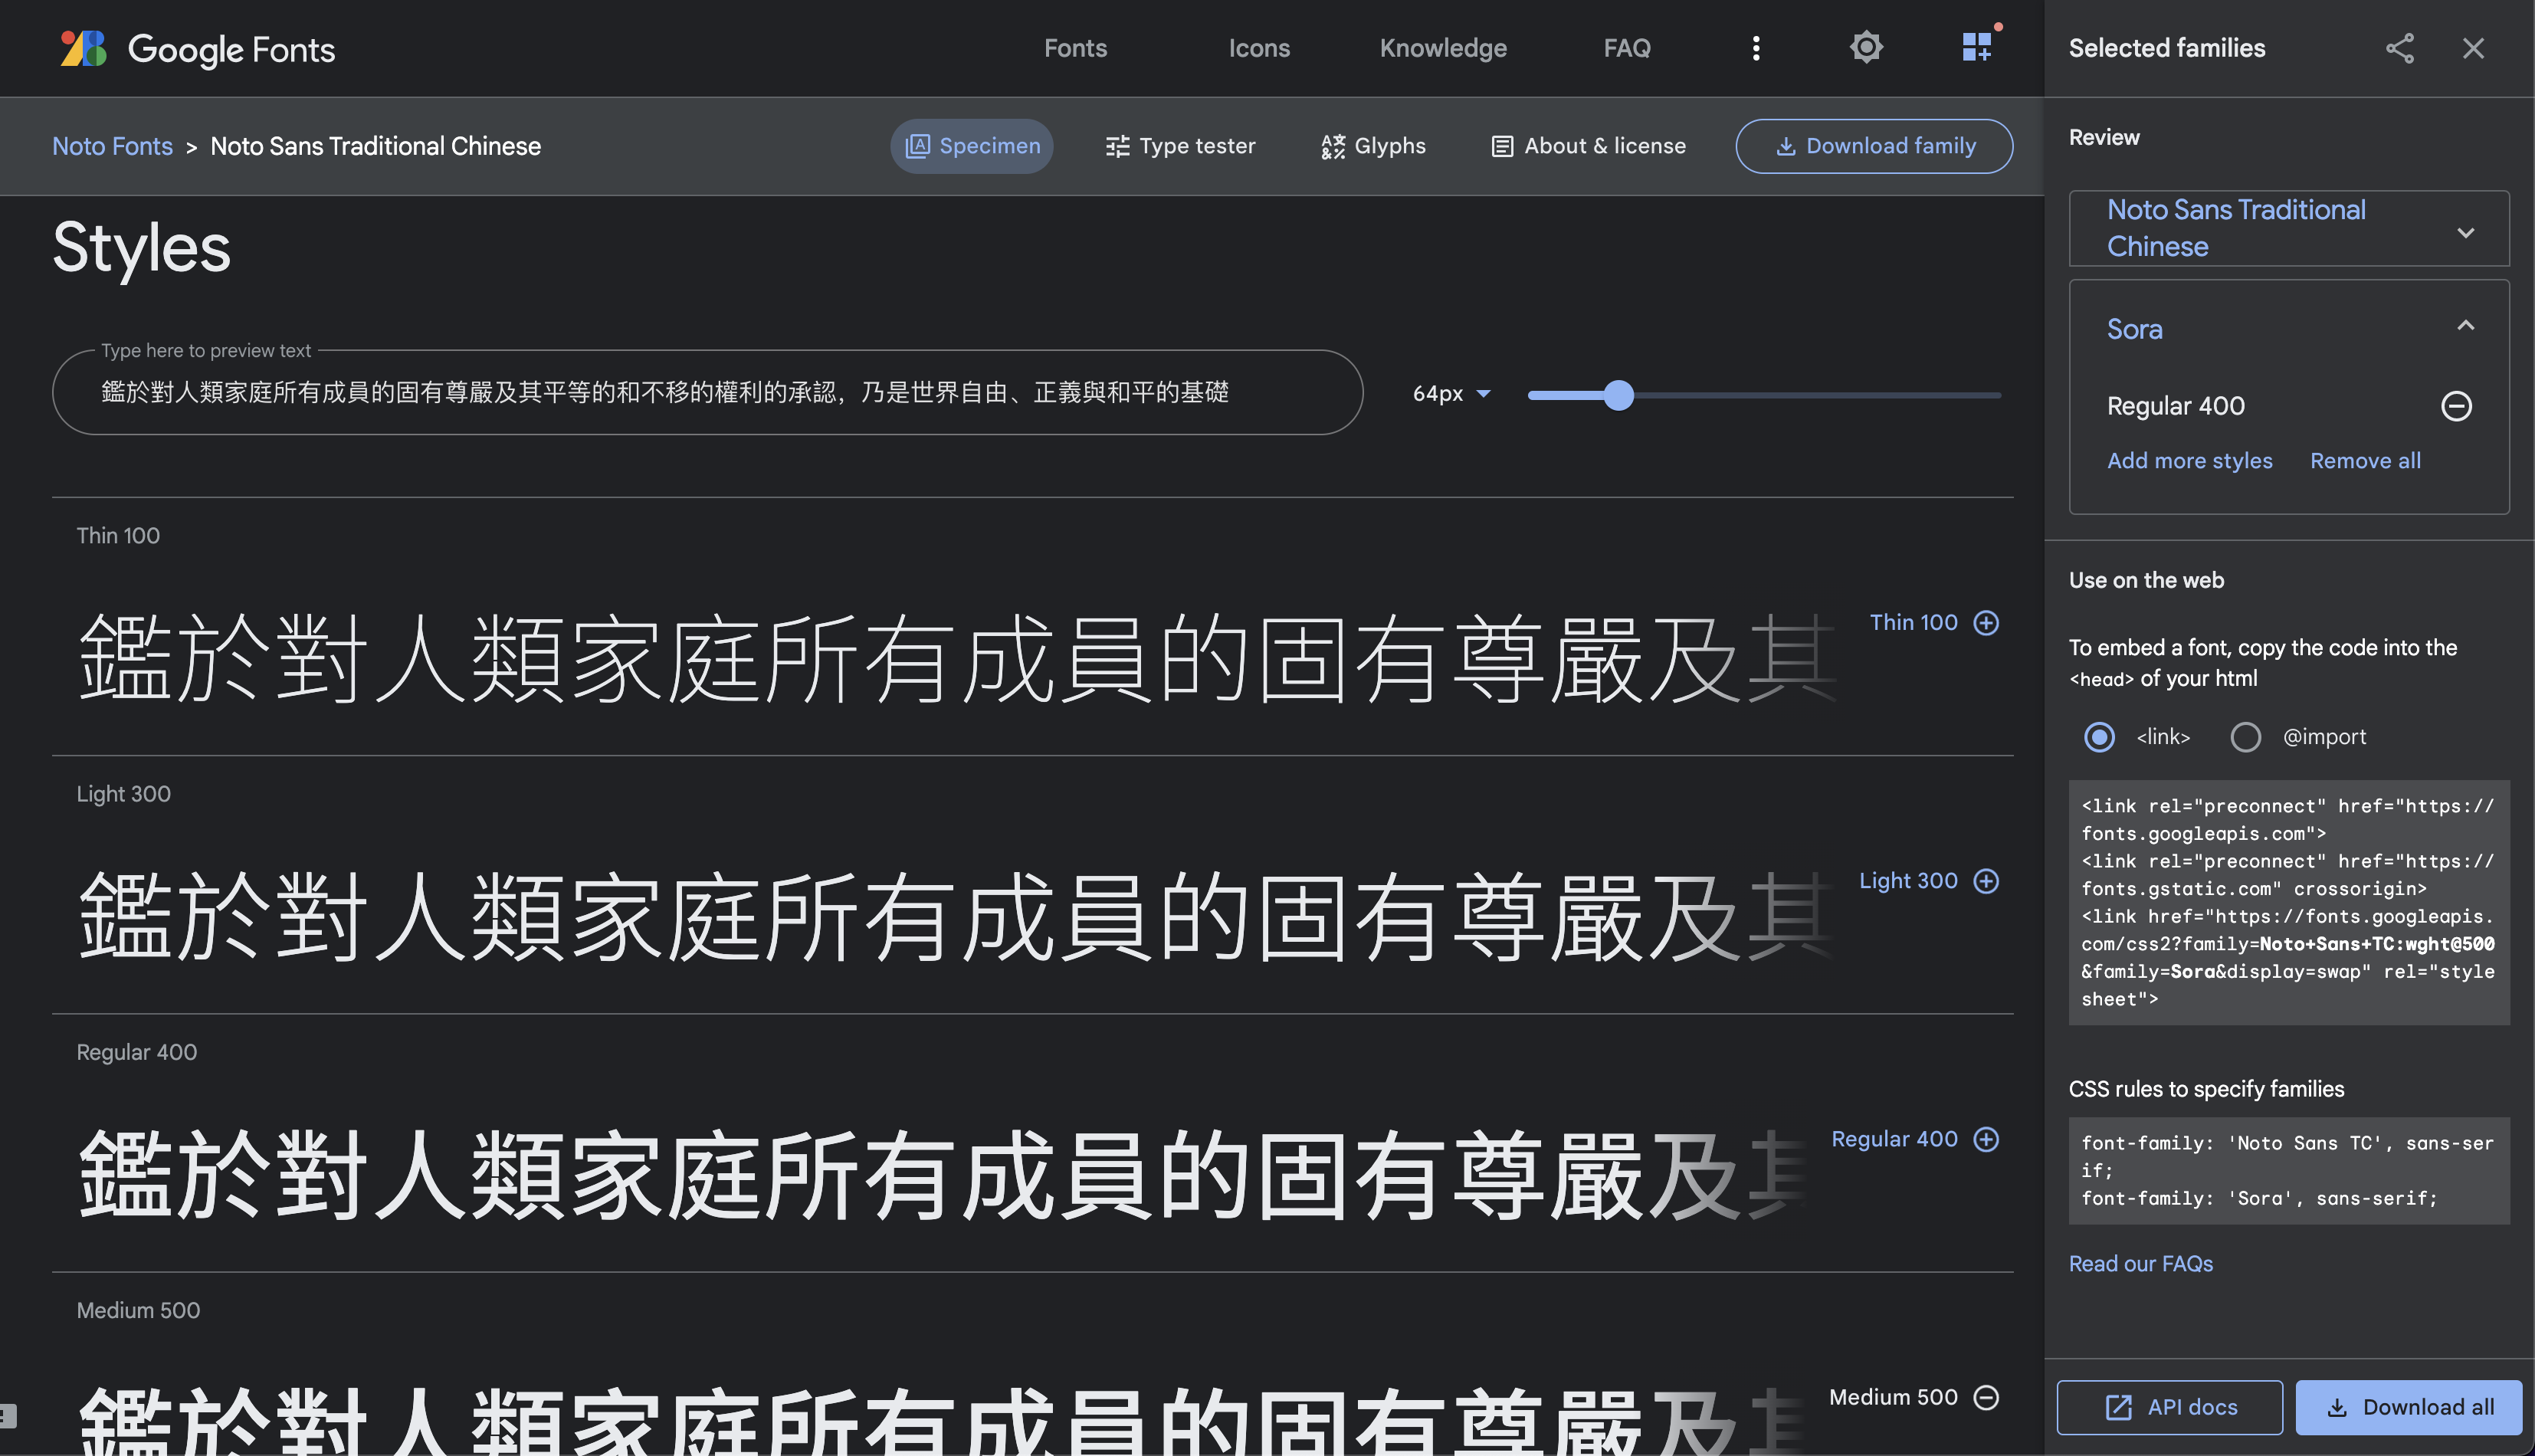 Google Fonts
Fonts
Icons
Knowledge
FAQ
Selected families
Noto Fonts > Noto Sans Traditional Chinese
Specimen
Type tester
Glyphs
About & license
Download family
Styles
Type here to preview text
鑑於對人類家庭所有成員的固有尊嚴及其平等的和不移的權利的承認，乃是世界自由、正義與和平的基礎
64px
Thin 100
鑑於對人類家庭所有成員的固有尊嚴及其
Thin 100
Light 300
鑑於對人類家庭所有成員的固有尊嚴及其
Light 300
Regular 400
鑑於對人類家庭所有成員的固有尊嚴及其
Regular 400
Medium 500
鑑於對人類家庭所有成員的固有尊嚴及其
Medium 500
Review
Noto Sans Traditional
Chinese
Sora
Regular 400
Add more styles
Remove all
Use on the web
To embed a font, copy the code into the
<head> of your html
<link>
@import
<link rel="preconnect" href="https://
fonts.googleapis.com">
<link rel="preconnect" href="https://
fonts.gstatic.com" crossorigin>
<link href="https://fonts.googleapis.
com/css2?family=Noto+Sans+TC:wght@500
&family=Sora&display=swap" rel="style
sheet">
CSS rules to specify families
font-family: 'Noto Sans TC', sans-ser
if;
font-family: 'Sora', sans-serif;
Read our FAQs
API docs
Download all